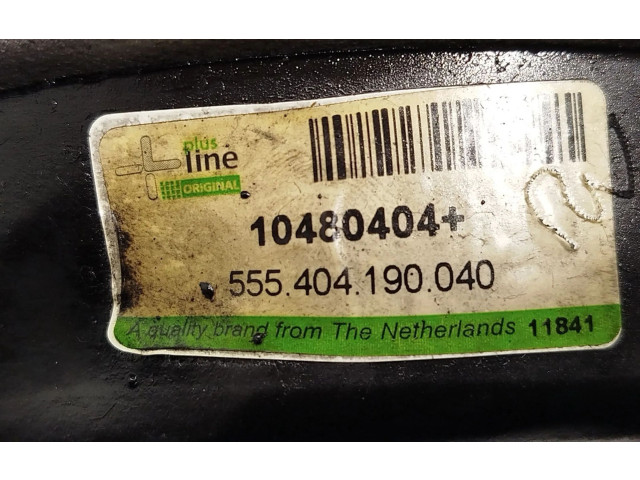 plus
line
ORIGINAL
10480404+
555.404.190.040
A quality brand from The Netherlands 11841